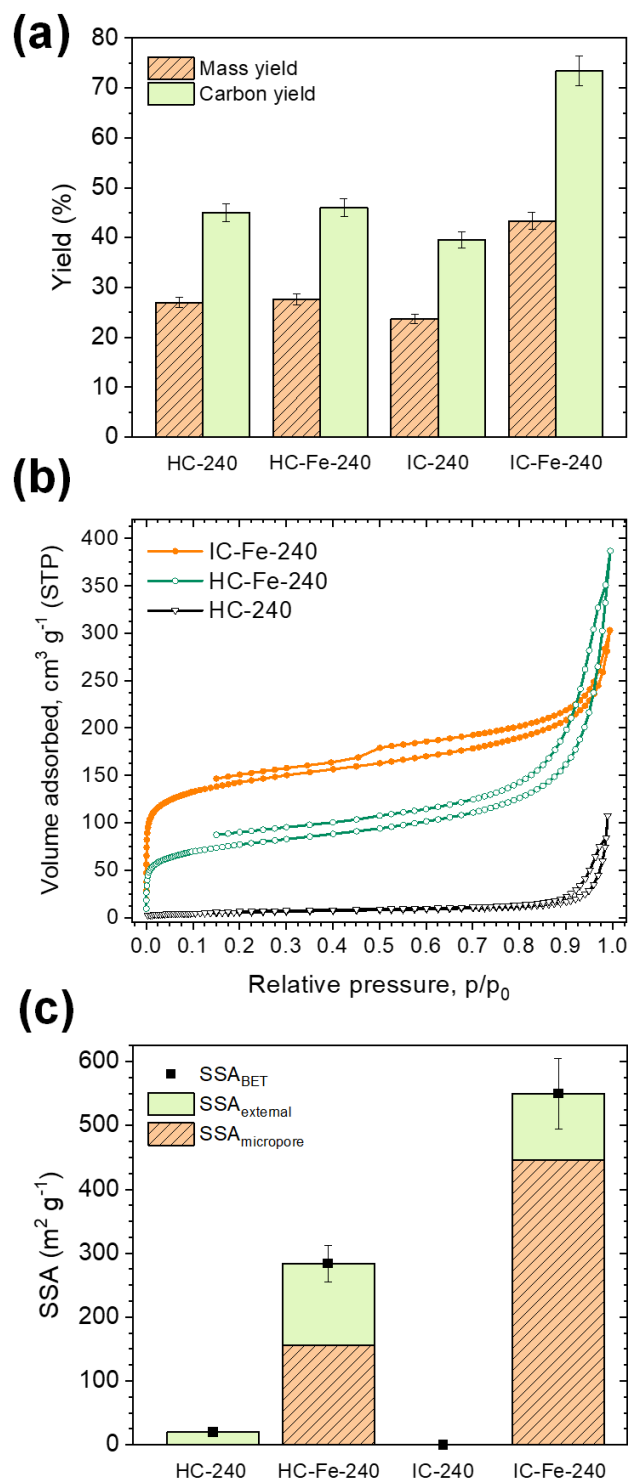 (a)
80
70
60
50
40
30
20
10
0
Yield (%)
Mass yield
Carbon yield
HC-240 HC-Fe-240 IC-240 IC-Fe-240
(b)
400
350
300
250
200
150
100
50
0
Volume adsorbed, cm³ g⁻¹ (STP)
IC-Fe-240
HC-Fe-240
HC-240
0.0 0.1 0.2 0.3 0.4 0.5 0.6 0.7 0.8 0.9 1.0
Relative pressure, p/p₀
(c)
600
500
400
300
200
100
0
SSA (m² g⁻¹)
SSA_BET
SSA_external
SSA_micropore
HC-240 HC-Fe-240 IC-240 IC-Fe-240